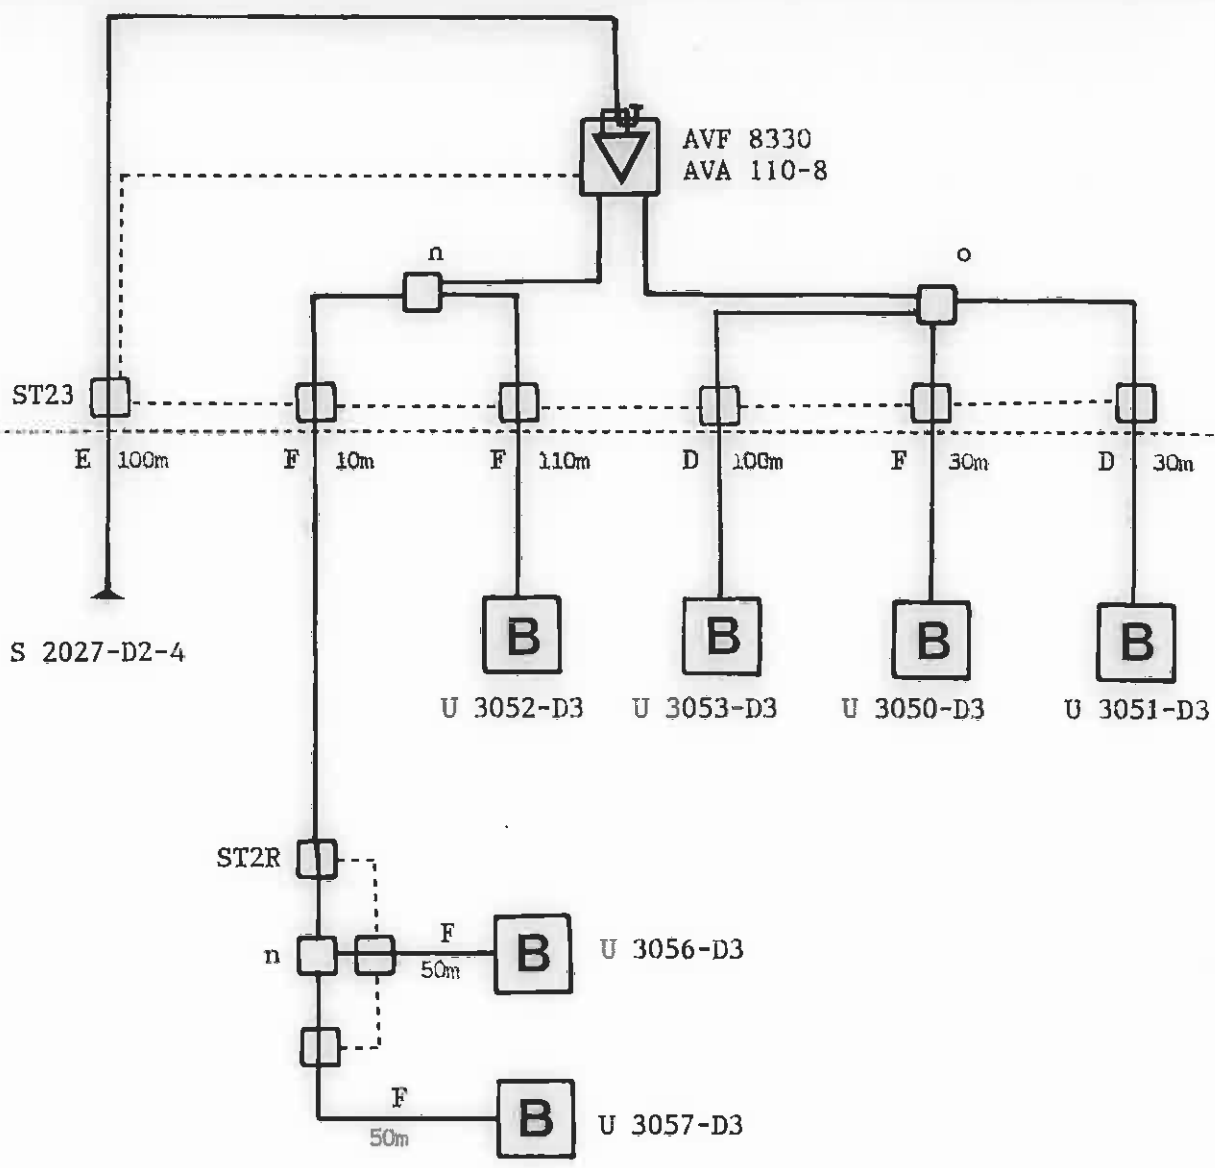 AVF 8330
AVA 110-8
n
o
ST23
E 100m
F 10m
F 110m
D 100m
F 30m
D 30m
S 2027-D2-4
B
B
B
B
U 3052-D3
U 3053-D3
U 3050-D3
U 3051-D3
ST2R
n
F
50m
B
U 3056-D3
F
50m
B
U 3057-D3